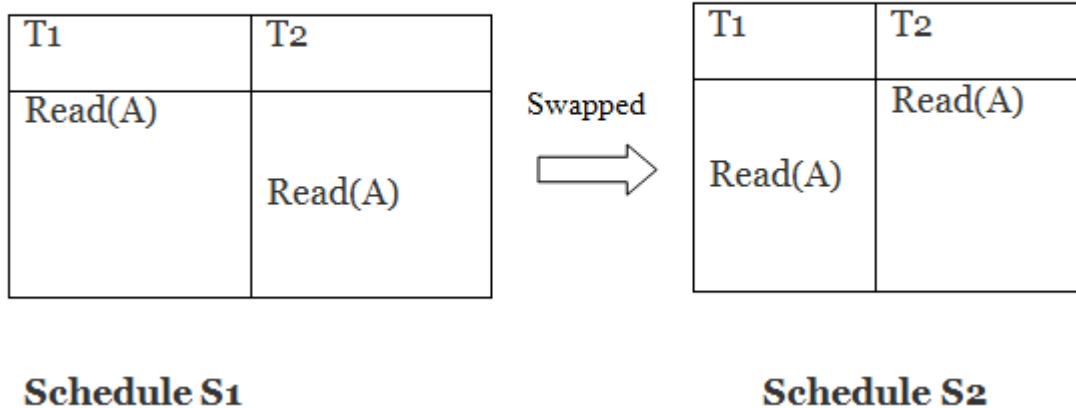 T1 T2
Read(A)
Read(A)
Swapped
T1 T2
Read(A)
Read(A)
Schedule S1
Schedule S2